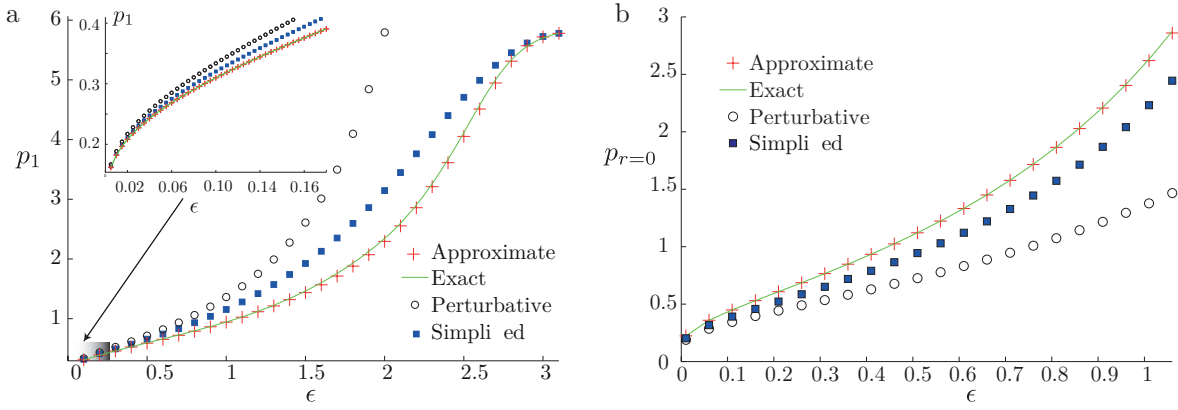 a
6
5
4
3
2
1
p₁
0
0.5
1
1.5
2
2.5
3
ϵ
p₁
0.4
0.3
0.2
0.02
0.06
0.10
0.14
0.18
ϵ
Approximate
Exact
Perturbative
Simpli ed
b
3
2.5
2
1.5
1
0.5
0
p_{r=0}
0
0.1
0.2
0.3
0.4
0.5
0.6
0.7
0.8
0.9
1
ϵ
Approximate
Exact
Perturbative
Simpli ed